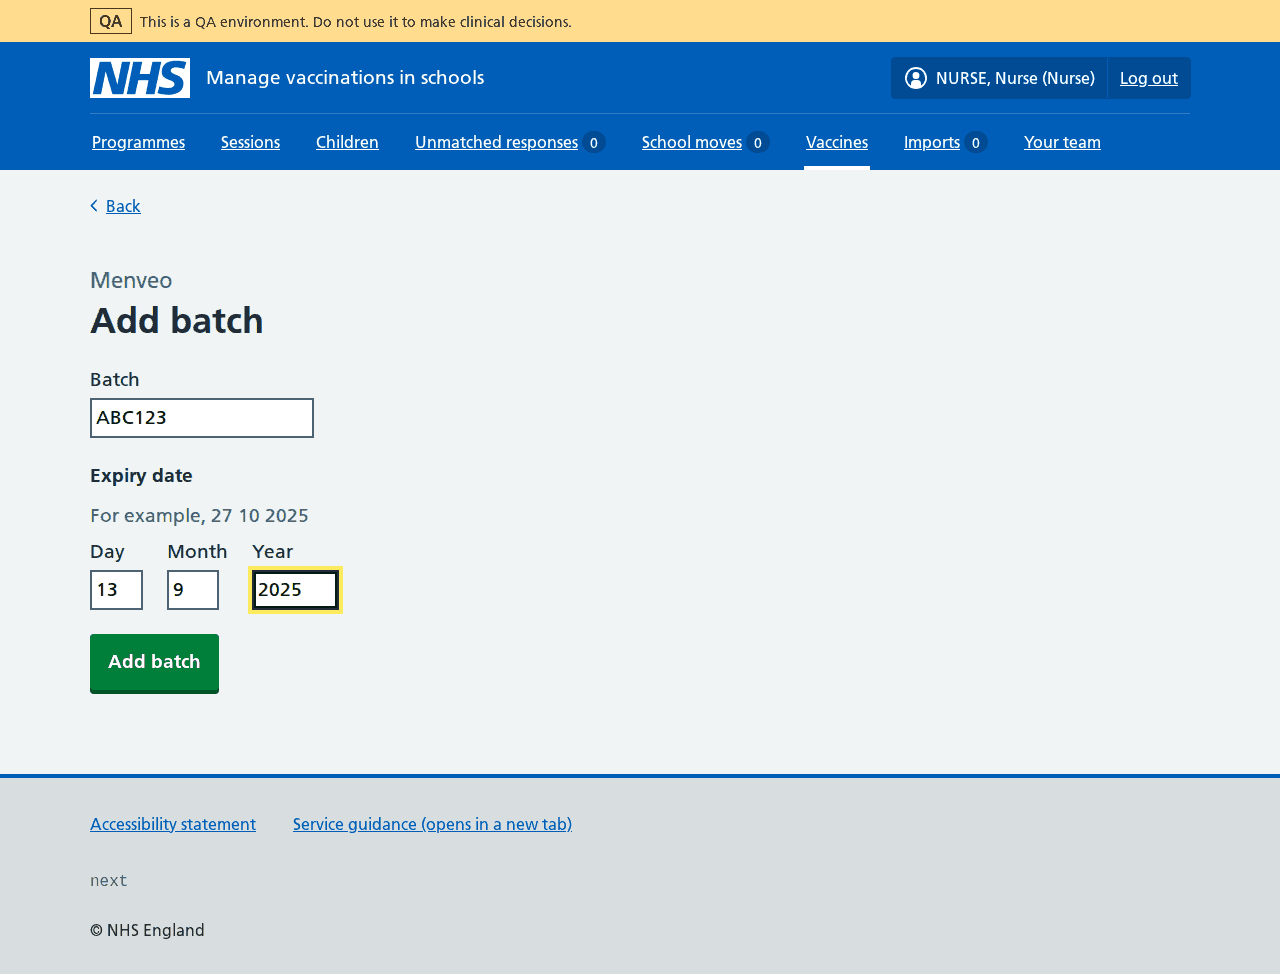 QA This is a QA environment. Do not use it to make clinical decisions.
NHS Manage vaccinations in schools NURSE, Nurse (Nurse) Log out
Programmes Sessions Children Unmatched responses 0 School moves 0 Vaccines Imports 0 Your team
Back
Menveo
Add batch
Batch
ABC123
Expiry date
For example, 27 10 2025
Day Month Year
13 9 2025
Add batch
Accessibility statement Service guidance (opens in a new tab)
next
© NHS England